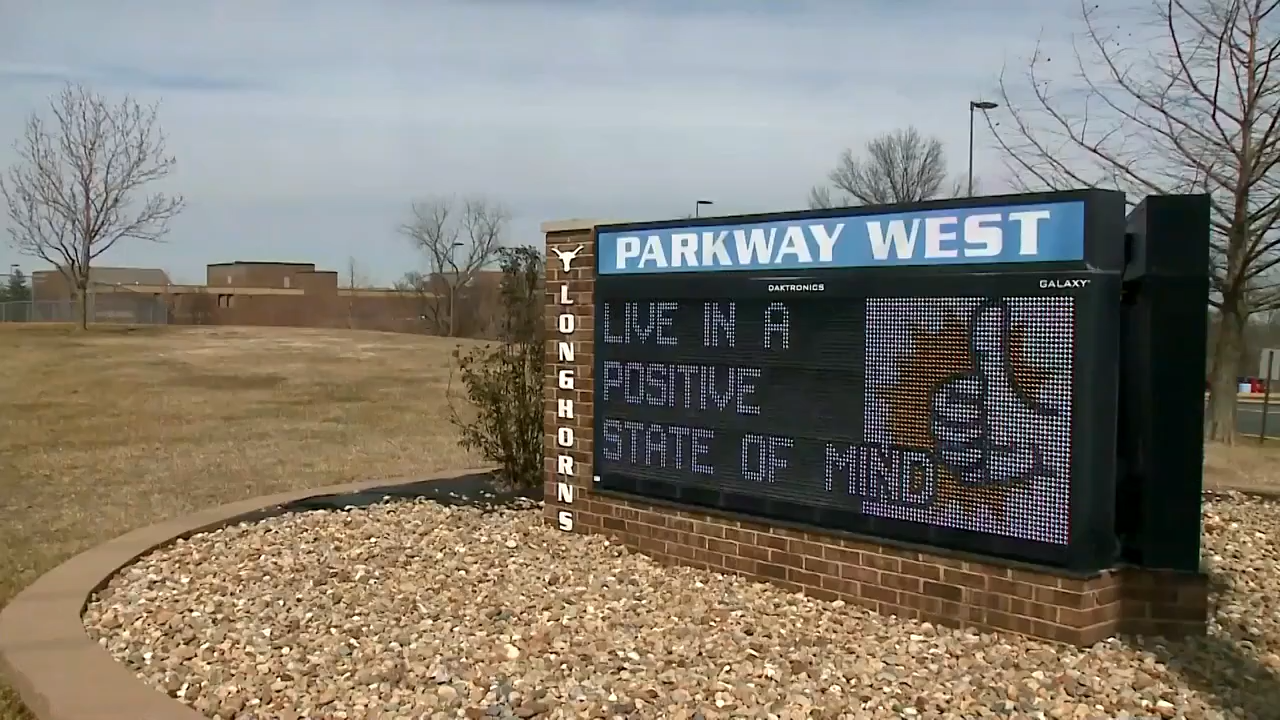 LONGHORNS
PARKWAY WEST
DAKTRONICS
GALAXY
LIVE IN A
POSITIVE
STATE OF MIND